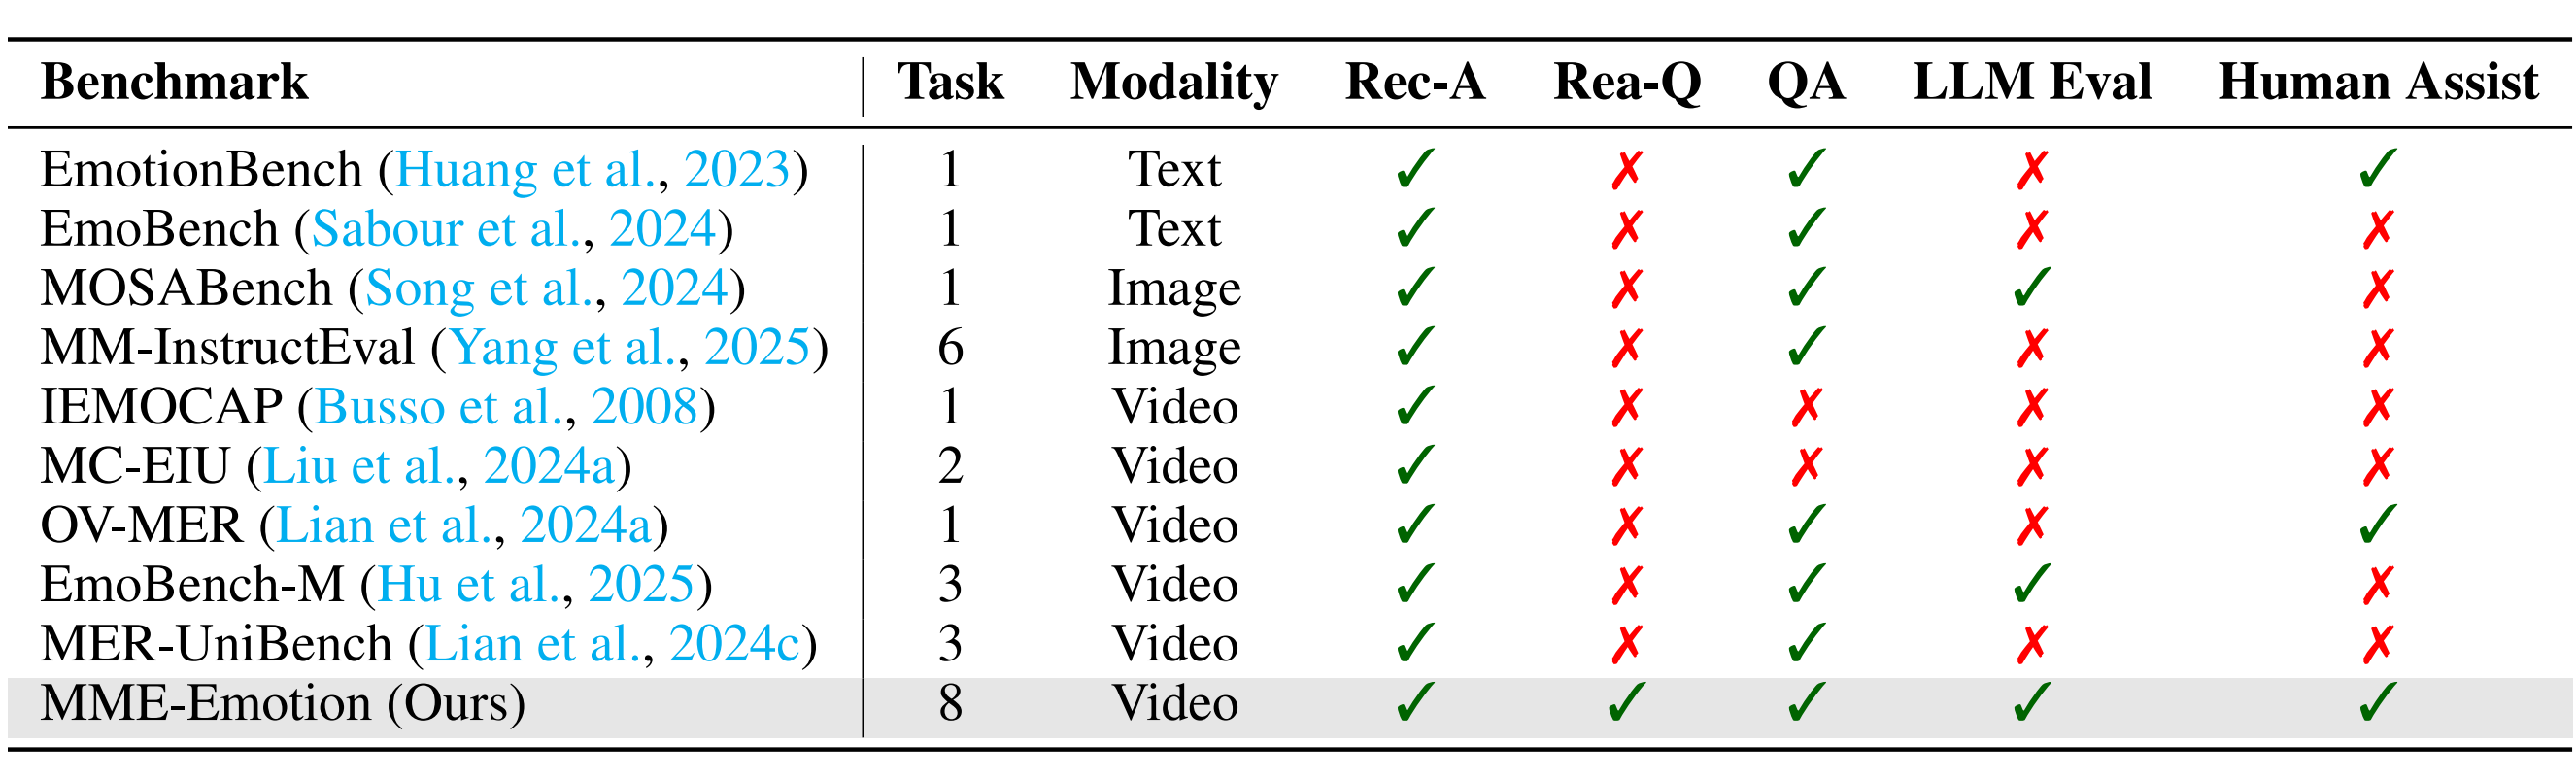 Benchmark Task Modality Rec-A Rea-Q QA LLM Eval Human Assist
EmotionBench (Huang et al., 2023) 1 Text ✓ ✗ ✓ ✗ ✓
EmoBench (Sabour et al., 2024) 1 Text ✓ ✗ ✓ ✗ ✗
MOSABench (Song et al., 2024) 1 Image ✓ ✗ ✓ ✓ ✗
MM-InstructEval (Yang et al., 2025) 6 Image ✓ ✗ ✓ ✗ ✗
IEMOCAP (Busso et al., 2008) 1 Video ✓ ✗ ✗ ✗ ✗
MC-EIU (Liu et al., 2024a) 2 Video ✓ ✗ ✗ ✗ ✗
OV-MER (Lian et al., 2024a) 1 Video ✓ ✗ ✓ ✗ ✓
EmoBench-M (Hu et al., 2025) 3 Video ✓ ✗ ✓ ✓ ✗
MER-UniBench (Lian et al., 2024c) 3 Video ✓ ✗ ✓ ✗ ✗
MME-Emotion (Ours) 8 Video ✓ ✓ ✓ ✓ ✓